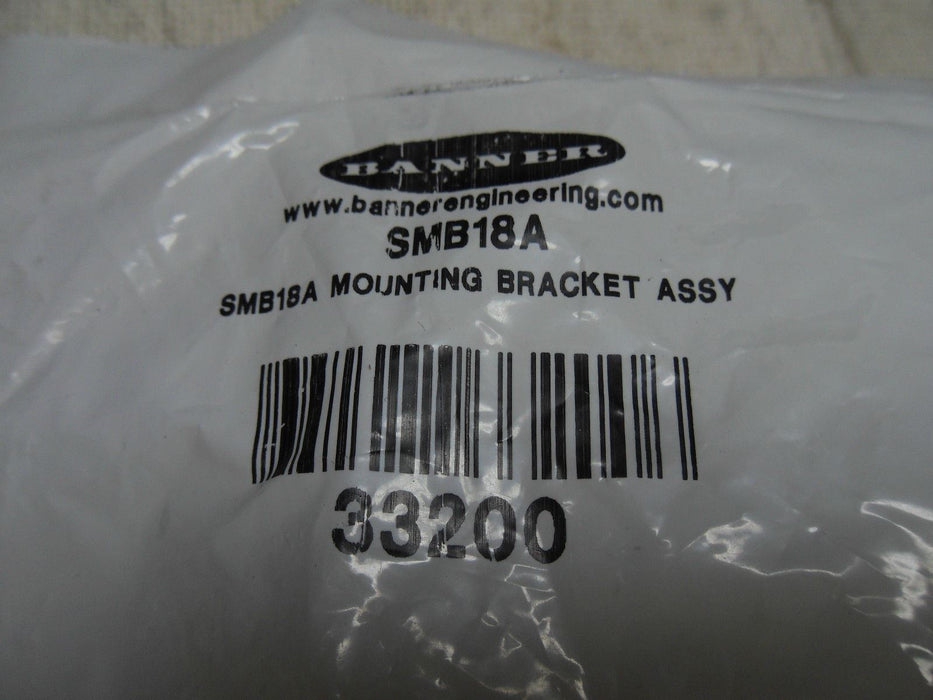 BANNER
www.bannerengineering.com
SMB18A
SMB18A MOUNTING BRACKET ASSY
33200